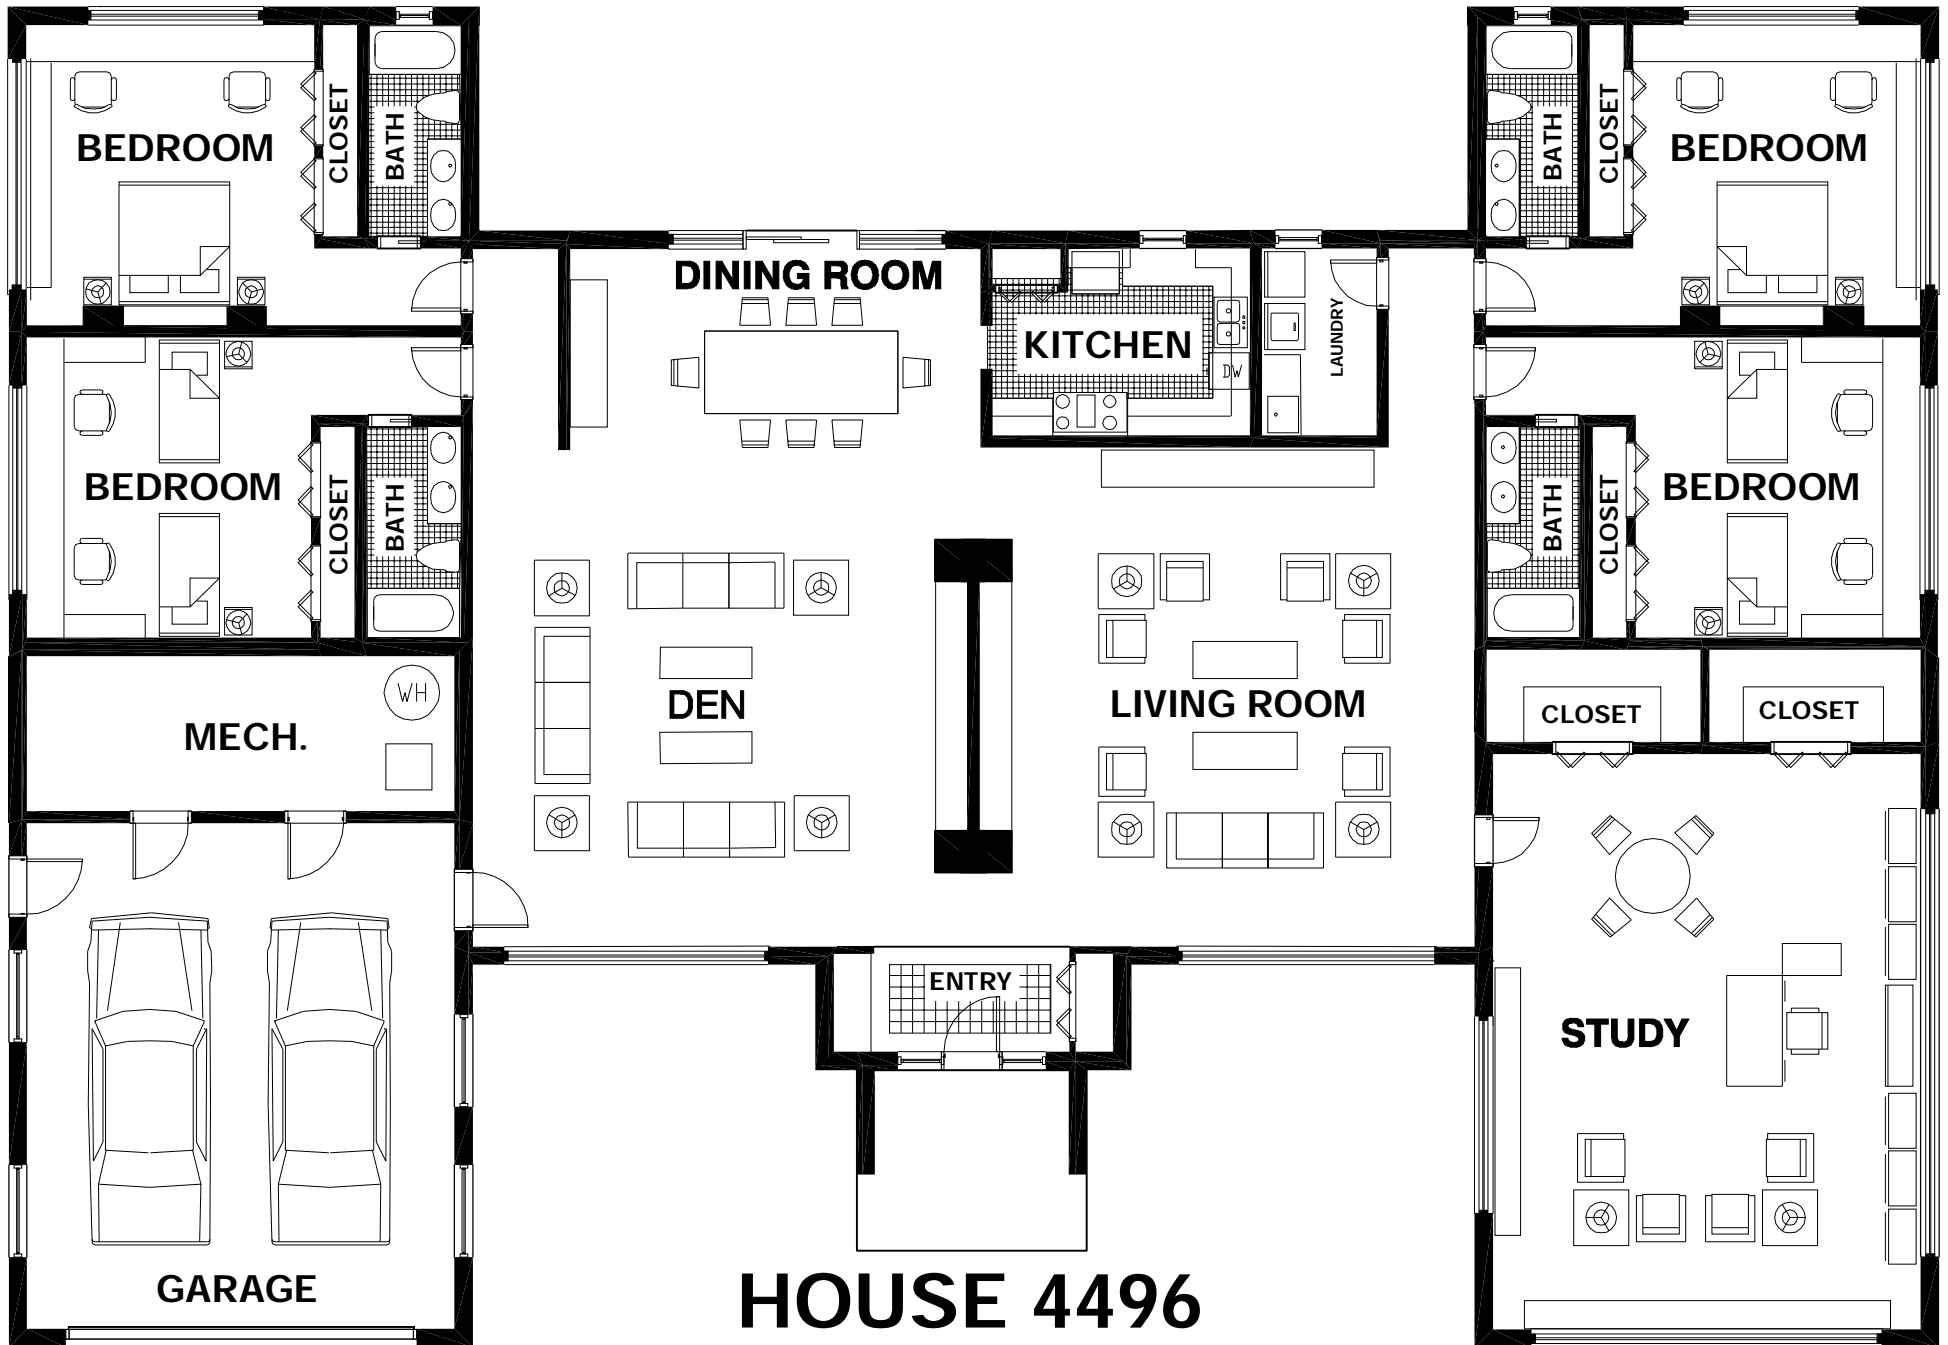 BEDROOM
CLOSET
BATH
BATH
CLOSET
BEDROOM
DINING ROOM
KITCHEN
DW
LAUNDRY
BEDROOM
CLOSET
BATH
BATH
CLOSET
BEDROOM
MECH.
WH
DEN
LIVING ROOM
CLOSET
CLOSET
ENTRY
STUDY
GARAGE
HOUSE 4496